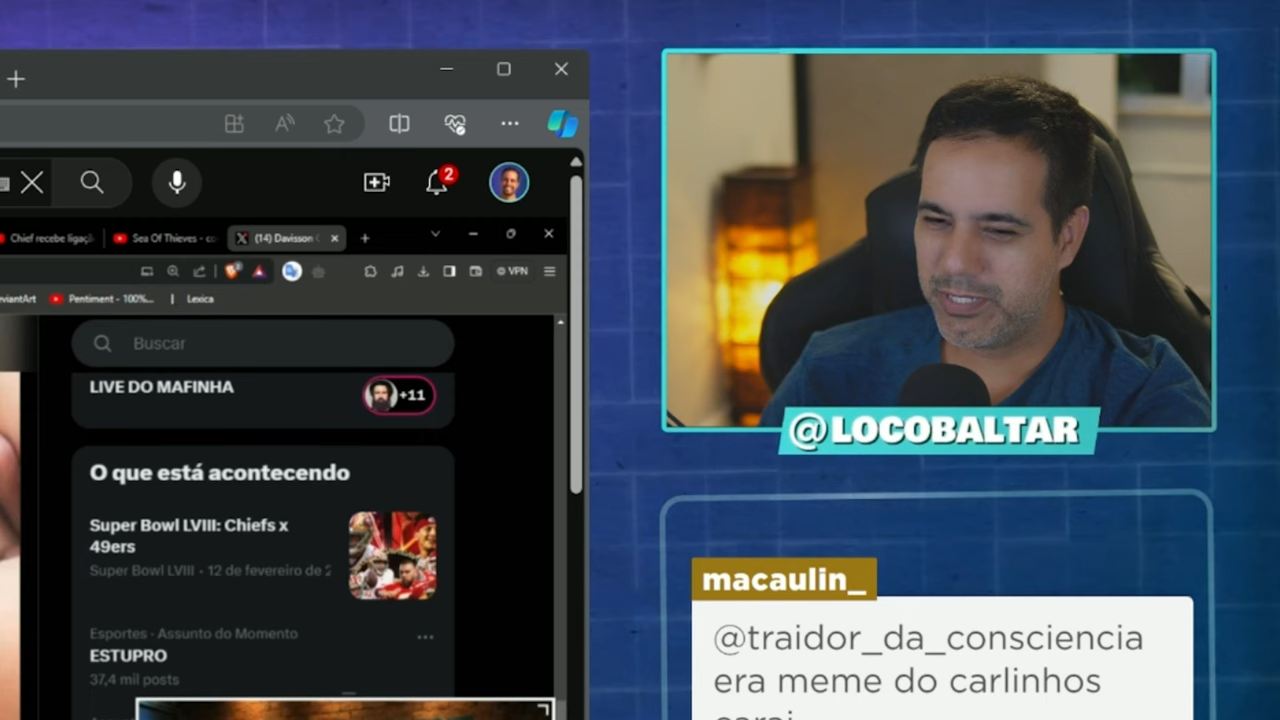 2
Chief recebe ligaçã
Sea Of Thieves - co
(14) Davisson
VPN
viantArt
Pentiment - 100%...
Lexica
Buscar
LIVE DO MAFINHA
+11
O que está acontecendo
Super Bowl LVIII: Chiefs x
49ers
Super Bowl LVIII · 12 de fevereiro de 2
Esportes · Assunto do Momento
ESTUPRO
37,4 mil posts
@LOCOBALTAR
macaulin_
@traidor_da_consciencia
era meme do carlinhos